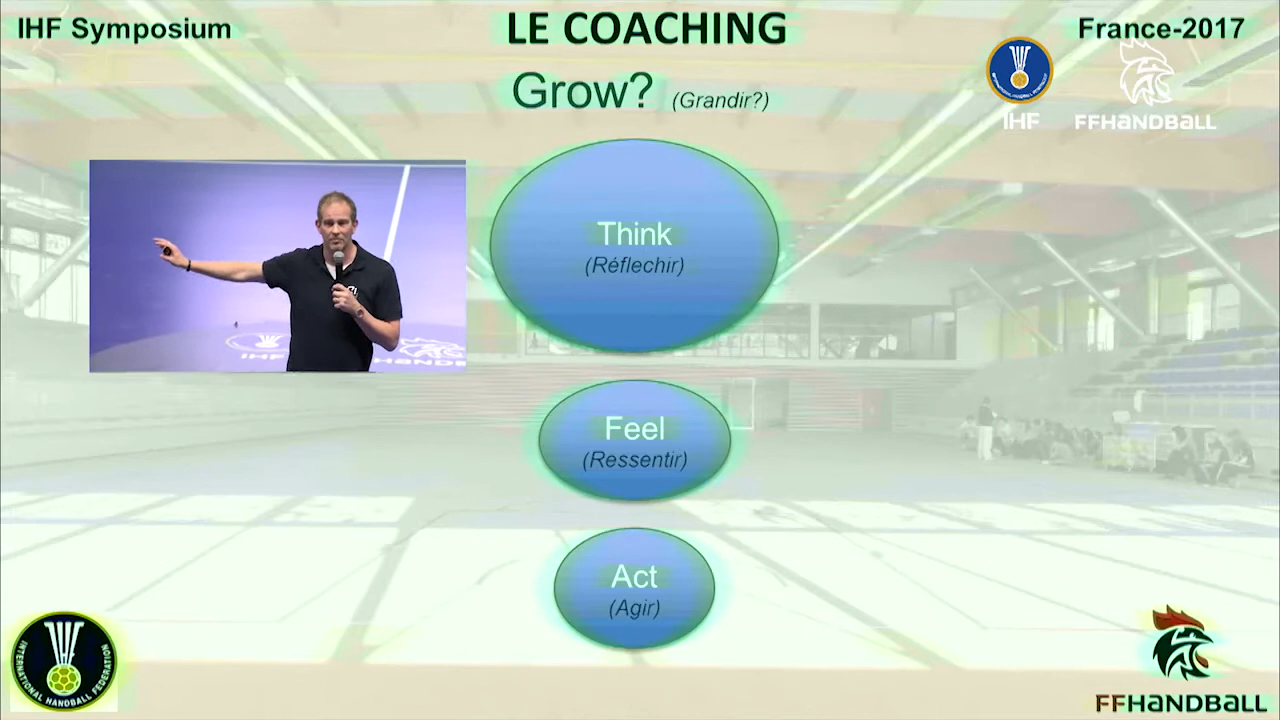 IHF Symposium
LE COACHING
France-2017
Grow? (Grandir?)
IHF
FFHANDBALL
Think
(Réflechir)
IHF
Feel
(Ressentir)
Act
(Agir)
INTERNATIONAL HANDBALL FEDERATION
FFHANDBALL